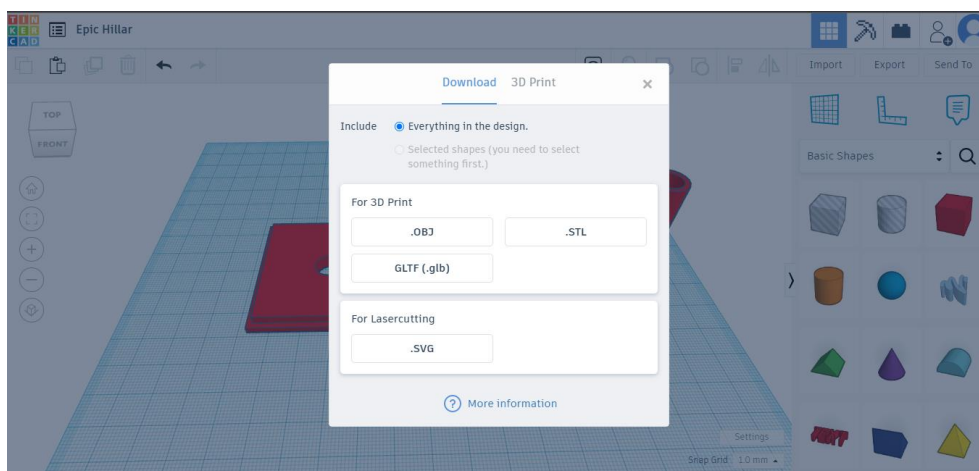 TIN
KER
CAD
Epic Hillar
Import
Export
Send To
TOP
FRONT
Download
3D Print
Include
Everything in the design.
Selected shapes (you need to select
something first.)
For 3D Print
.OBJ
.STL
GLTF (.glb)
For Lasercutting
.SVG
? More information
Basic Shapes
TEXT
Settings
Snap Grid 1.0 mm